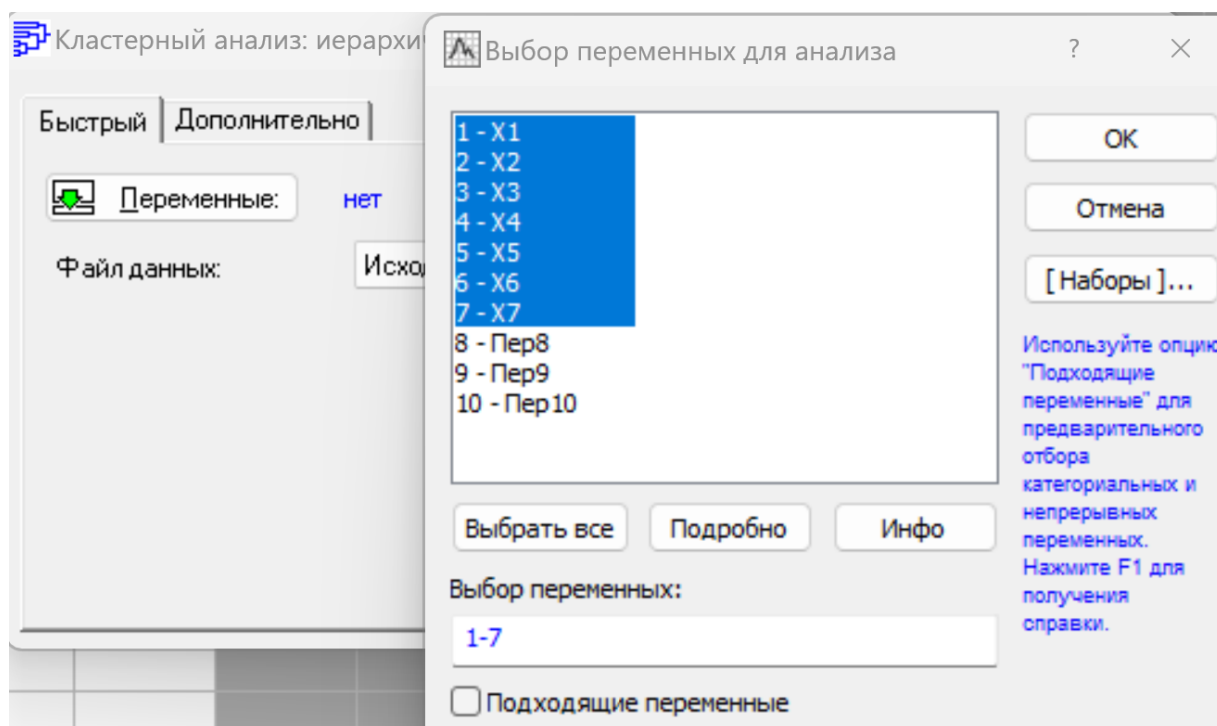 Кластерный анализ: иерархи
Быстрый
Дополнительно
Переменные:
нет
Файл данных:
Исхо
Выбор переменных для анализа
?
1 - X1
2 - X2
3 - X3
4 - X4
5 - X5
6 - X6
7 - X7
8 - Пер8
9 - Пер9
10 - Пер10
OK
Отмена
[ Наборы ]...
Используйте опцию
"Подходящие
переменные" для
предварительного
отбора
категориальных и
непрерывных
переменных.
Нажмите F1 для
получения
справки.
Выбрать все
Подробно
Инфо
Выбор переменных:
1-7
Подходящие переменные